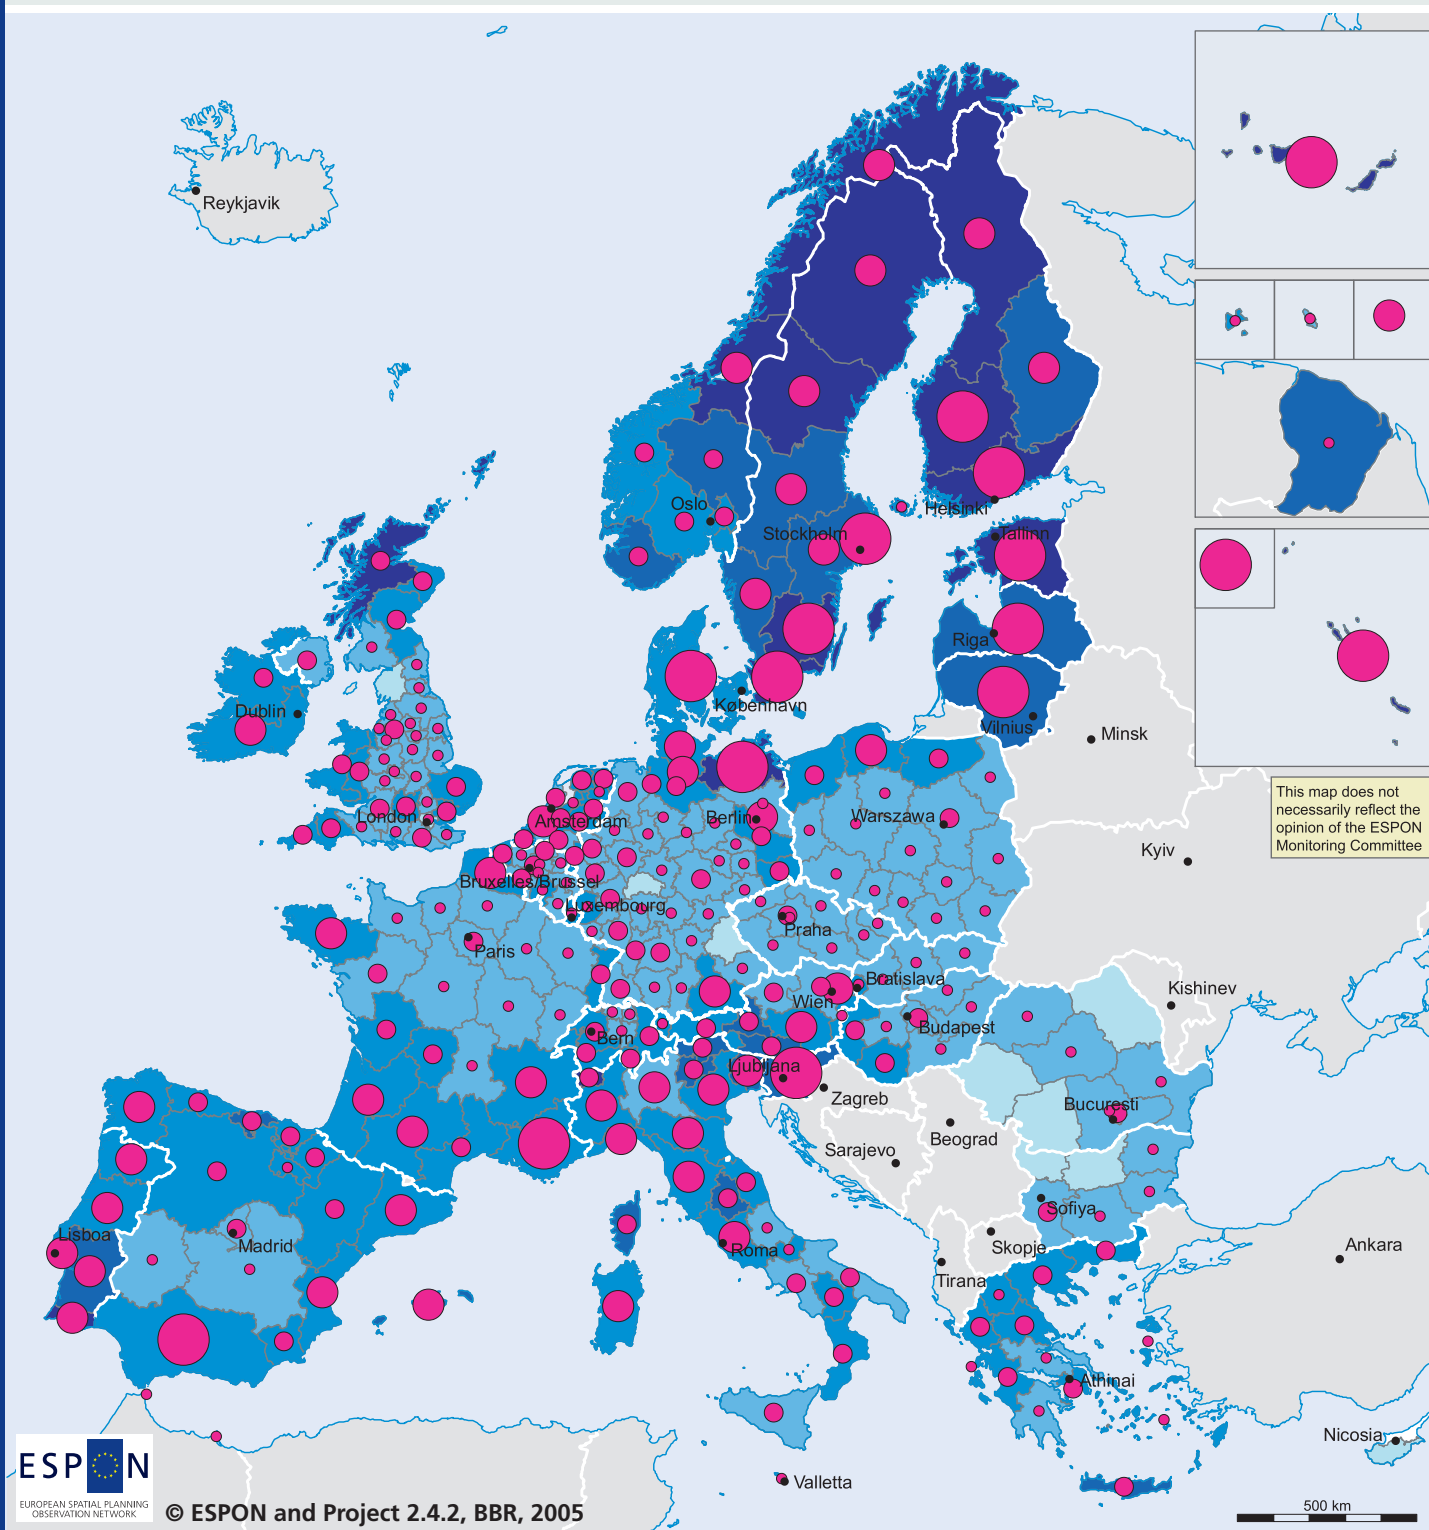 Reykjavik
Oslo
Helsinki
Stockholm
Tallinn
Riga
Dublin
København
Vilnius
Minsk
This map does not
necessarily reflect the
opinion of the ESPON
Monitoring Committee
London
Amsterdam
Berlin
Warszawa
Kyiv
Bruxelles/Brussel
Luxembourg
Praha
Paris
Bratislava
Kishinev
Wien
Budapest
Bern
Ljubljana
Zagreb
Bucuresti
Beograd
Sarajevo
Sofiya
Lisboa
Madrid
Roma
Skopje
Ankara
Tirana
Athinai
Nicosia
Valletta
ESPON
EUROPEAN SPATIAL PLANNING
OBSERVATION NETWORK
© ESPON and Project 2.4.2, BBR, 2005
500 km